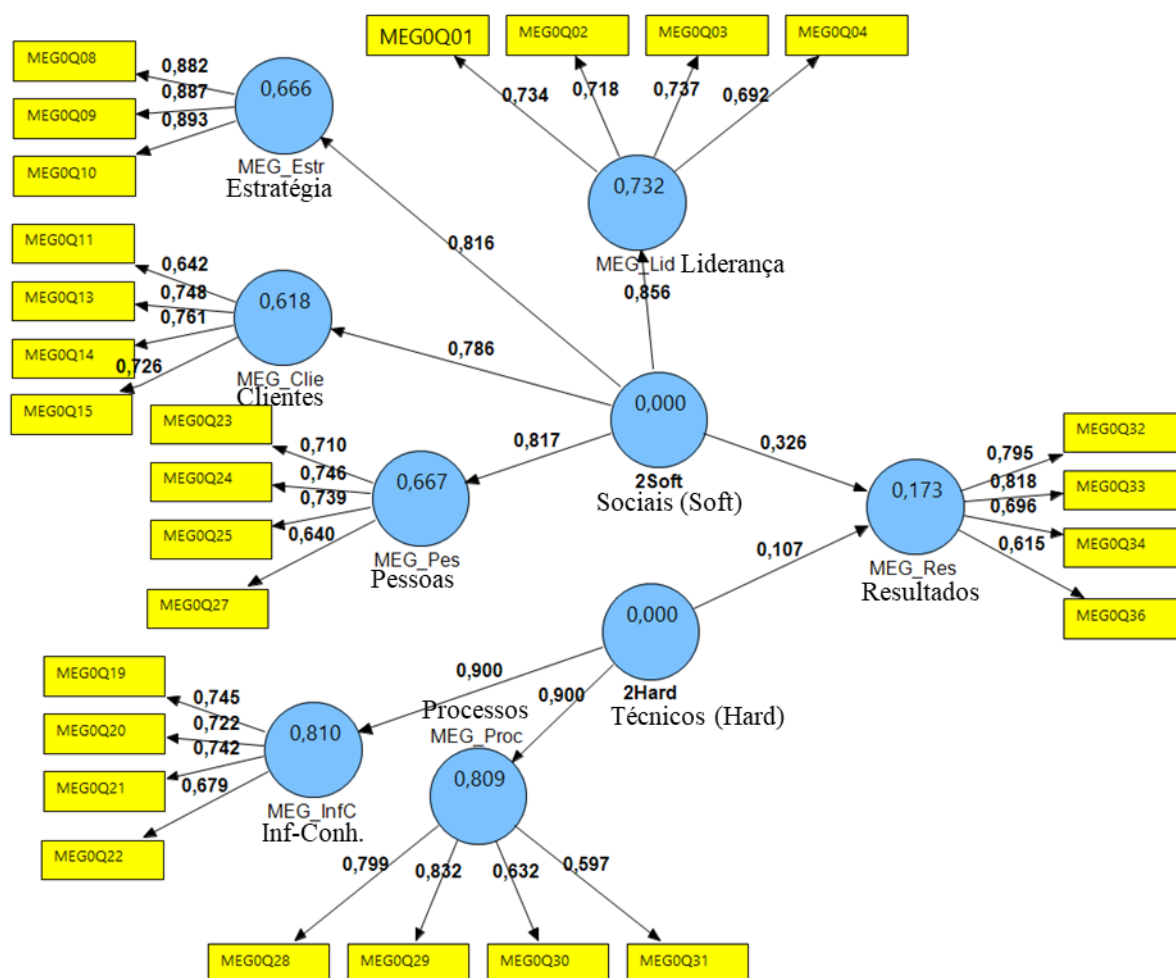 MEG0Q01
MEG0Q02
MEG0Q03
MEG0Q04
0,734
0,718
0,737
0,692
0,732
MEG_Lid Liderança
0,856
MEG0Q08
MEG0Q09
MEG0Q10
0,882
0,887
0,893
0,666
MEG_Estr
Estratégia
0,816
MEG0Q11
MEG0Q13
MEG0Q14
MEG0Q15
0,642
0,748
0,761
0,726
0,618
MEG_Clie
Clientes
0,786
MEG0Q23
MEG0Q24
MEG0Q25
MEG0Q27
0,710
0,746
0,739
0,640
0,667
MEG_Pes
Pessoas
0,817
0,000
2Soft
Sociais (Soft)
0,326
0,173
MEG_Res
Resultados
0,795
0,818
0,696
0,615
MEG0Q32
MEG0Q33
MEG0Q34
MEG0Q36
0,107
0,000
2Hard
Técnicos (Hard)
0,900
0,900
MEG0Q19
MEG0Q20
MEG0Q21
MEG0Q22
0,745
0,722
0,742
0,679
0,810
MEG_InfC
Inf-Conh.
Processos
MEG_Proc
0,809
0,799
0,832
0,632
0,597
MEG0Q28
MEG0Q29
MEG0Q30
MEG0Q31